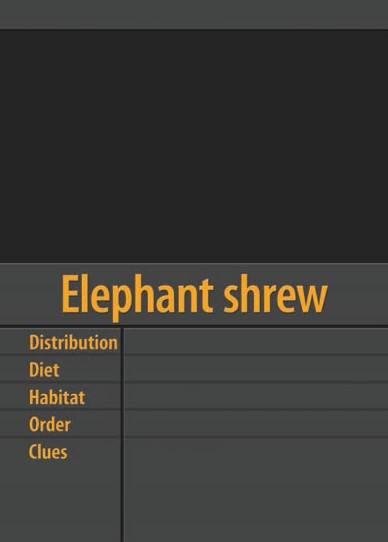 Elephant shrew
Distribution
Diet
Habitat
Order
Clues